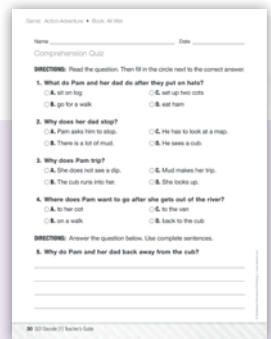 Genre: Action-Adventure • Book: All Wet
Name Date
Comprehension Quiz
DIRECTIONS: Read the question. Then fill in the circle next to the correct answer.
1. What do Pam and her dad do after they put on hats?
A. sit on log C. set up two cots
B. go for a walk D. eat ham
2. Why does her dad stop?
A. Pam asks him to stop. C. He has to look at a map.
B. There is a lot of mud. D. He sees a cub.
3. Why does Pam trip?
A. She does not see a dip. C. Mud makes her trip.
B. The cub runs into her. D. She looks up.
4. Where does Pam want to go after she gets out of the river?
A. to her cot C. to the van
B. on a walk D. back to the cub
DIRECTIONS: Answer the question below. Use complete sentences.
5. Why do Pam and her dad back away from the cub?
30 Teacher's Guide